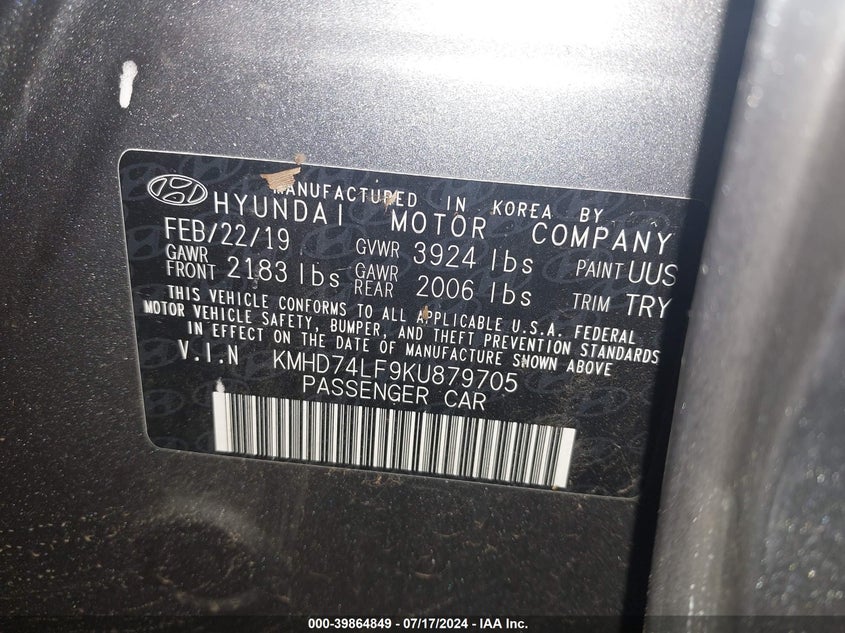 MANUFACTURED IN KOREA BY
HYUNDAI MOTOR COMPANY
FEB/22/19 GVWR 3924 lbs PAINT UUS
GAWR FRONT 2183 lbs GAWR REAR 2006 lbs TRIM TRY
THIS VEHICLE CONFORMS TO ALL APPLICABLE U.S.A. FEDERAL
MOTOR VEHICLE SAFETY, BUMPER, AND THEFT PREVENTION STANDARDS
IN EFFECT ON THE DATE OF MANUFACTURE SHOWN ABOVE
V.I.N KMHD74LF9KU879705
PASSENGER CAR
000-39864849 — 07/17/2024 - IAA Inc.